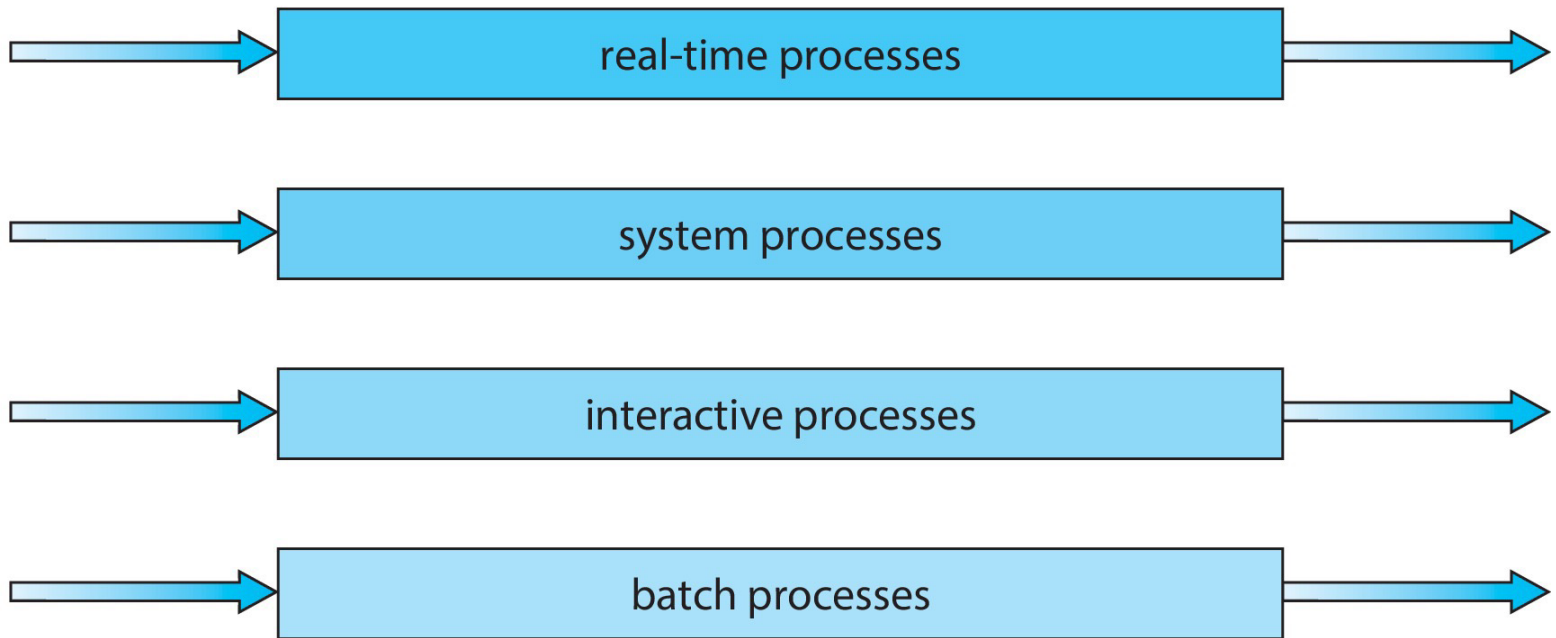 real-time processes
system processes
interactive processes
batch processes